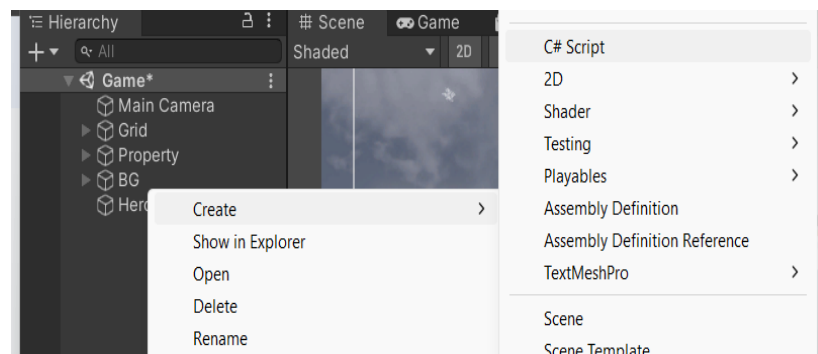 Hierarchy
# Scene
Game
All
Shaded
2D
Game*
Main Camera
Grid
Property
BG
Create
Show in Explorer
Open
Delete
Rename
C# Script
2D
Shader
Testing
Playables
Assembly Definition
Assembly Definition Reference
TextMeshPro
Scene
Scene Template